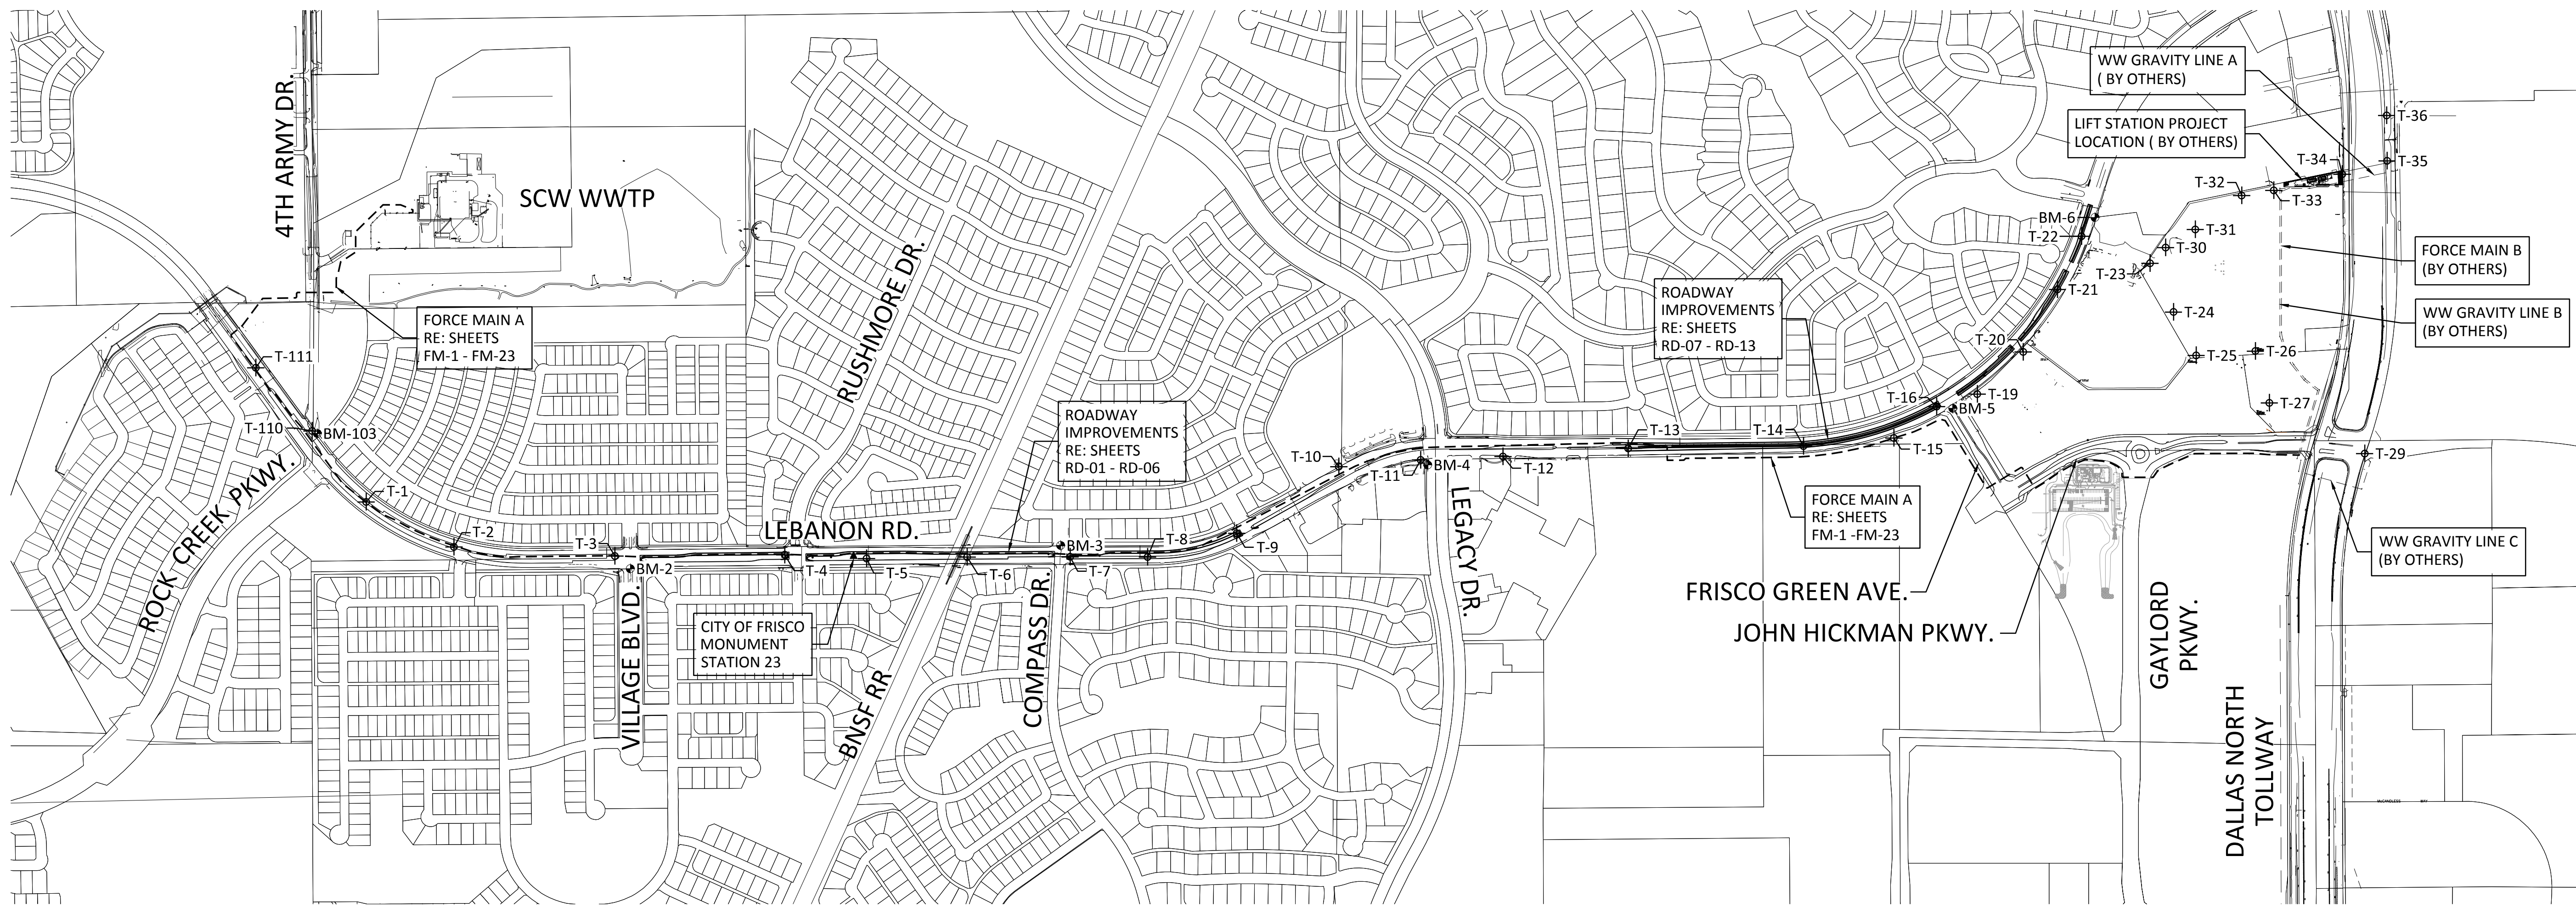 4TH ARMY DR.
SCW WWTP
RUSHMORE DR.
WW GRAVITY LINE A
( BY OTHERS)
LIFT STATION PROJECT
LOCATION ( BY OTHERS)
T-36
T-35
T-34
T-33
T-32
T-31
T-30
BM-6
T-22
T-23
T-21
T-24
T-20
T-25
T-26
T-27
FORCE MAIN B
(BY OTHERS)
WW GRAVITY LINE B
(BY OTHERS)
FORCE MAIN A
RE: SHEETS
FM-1 - FM-23
ROADWAY
IMPROVEMENTS
RE: SHEETS
RD-07 - RD-13
T-111
T-110
BM-103
ROADWAY
IMPROVEMENTS
RE: SHEETS
RD-01 - RD-06
T-16
T-19
BM-5
T-13
T-14
T-15
T-10
T-11
BM-4
T-12
T-29
ROCK CREEK PKWY.
T-1
T-2
T-3
BM-2
LEBANON RD.
T-4
T-5
T-6
BM-3
T-7
T-8
T-9
LEGACY DR.
FORCE MAIN A
RE: SHEETS
FM-1 -FM-23
WW GRAVITY LINE C
(BY OTHERS)
FRISCO GREEN AVE.
JOHN HICKMAN PKWY.
GAYLORD
PKWY.
VILLAGE BLVD.
CITY OF FRISCO
MONUMENT
STATION 23
BNSF RR
COMPASS DR.
DALLAS NORTH
TOLLWAY